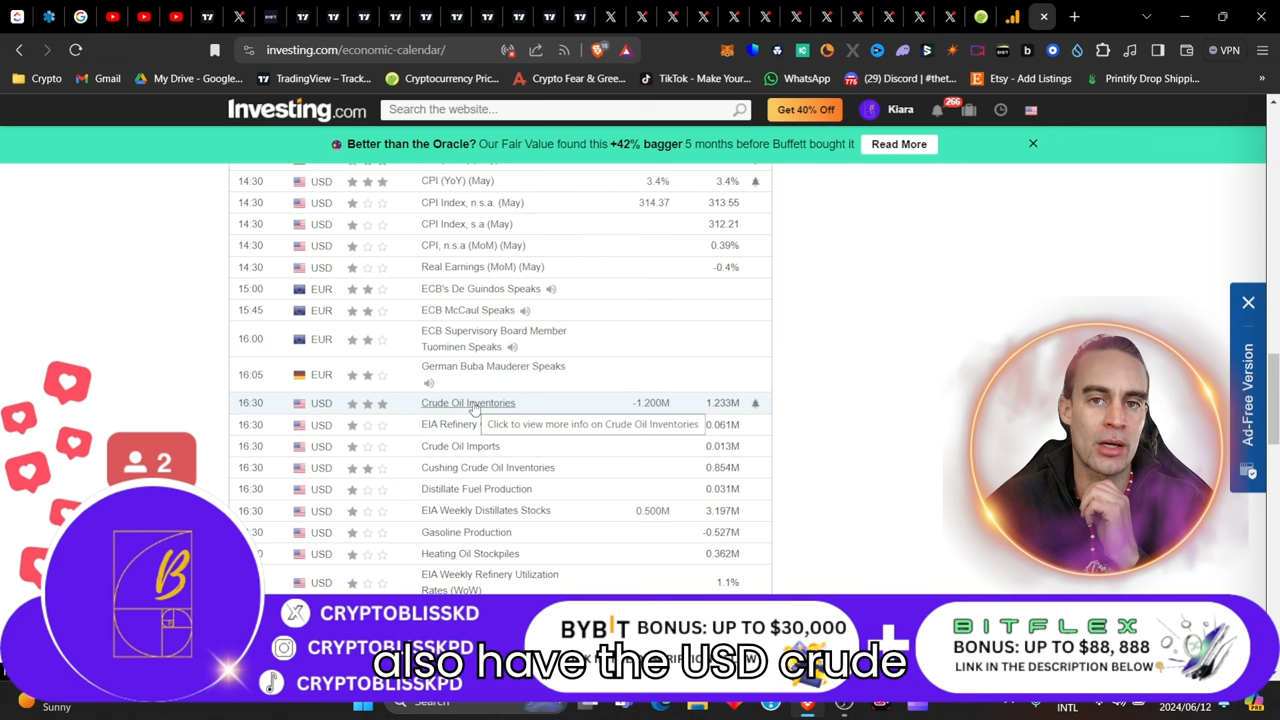 investing.com/economic-calendar/
VPN
Crypto
Gmail
My Drive - Google...
TradingView – Track...
Cryptocurrency Pric...
Crypto Fear & Gree...
TikTok - Make Your...
WhatsApp
(29) Discord | #thet...
Etsy - Add Listings
Printify Drop Shippi...
Investing.com
Search the website...
Get 40% Off
Kiara
266
Better than the Oracle? Our Fair Value found this +42% bagger 5 months before Buffett bought it
Read More
14:30 USD CPI (YoY) (May) 3.4% 3.4%
14:30 USD CPI Index, n.s.a. (May) 314.37 313.55
14:30 USD CPI Index, s.a (May) 312.21
14:30 USD CPI, n.s.a (MoM) (May) 0.39%
14:30 USD Real Earnings (MoM) (May) -0.4%
15:00 EUR ECB's De Guindos Speaks
15:45 EUR ECB McCaul Speaks
16:00 EUR ECB Supervisory Board Member
Tuominen Speaks
16:05 EUR German Buba Mauderer Speaks
16:30 USD Crude Oil Inventories -1.200M 1.233M
16:30 USD EIA Refinery 0.061M
Click to view more info on Crude Oil Inventories
16:30 USD Crude Oil Imports 0.013M
16:30 USD Cushing Crude Oil Inventories 0.854M
16:30 USD Distillate Fuel Production 0.031M
16:30 USD EIA Weekly Distillates Stocks 0.500M 3.197M
USD Gasoline Production -0.527M
USD Heating Oil Stockpiles 0.362M
USD EIA Weekly Refinery Utilization
Rates (WoW) 1.1%
Ad-Free Version
2
B
CRYPTOBLISSKD
CRYPTOBLISSKPD
CRYPTOBLISSKPD
BYBIT BONUS: UP TO $30,000
BITFLEX
BONUS: UP TO $88, 888
LINK IN THE DESCRIPTION BELOW
also have the USD crude
Sunny
Search
INTL
2024/06/12